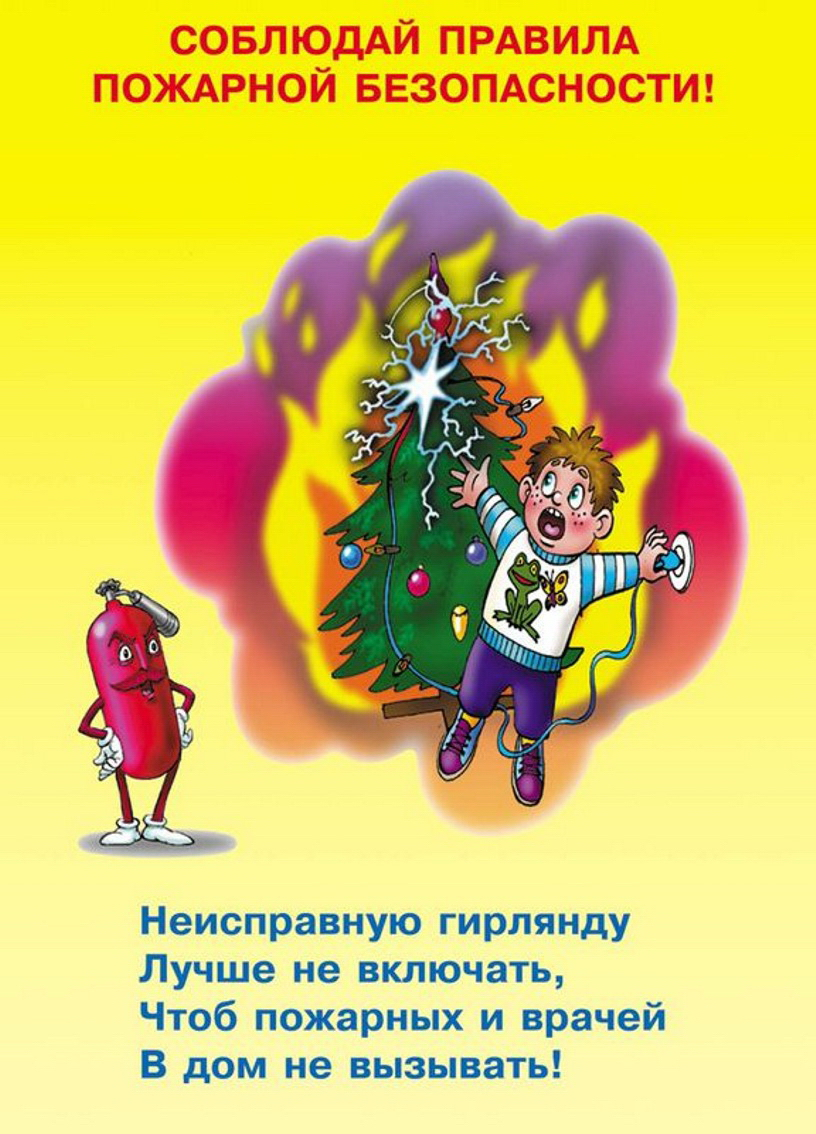 СОБЛЮДАЙ ПРАВИЛА
ПОЖАРНОЙ БЕЗОПАСНОСТИ!
Неисправную гирлянду
Лучше не включать,
Чтоб пожарных и врачей
В дом не вызывать!